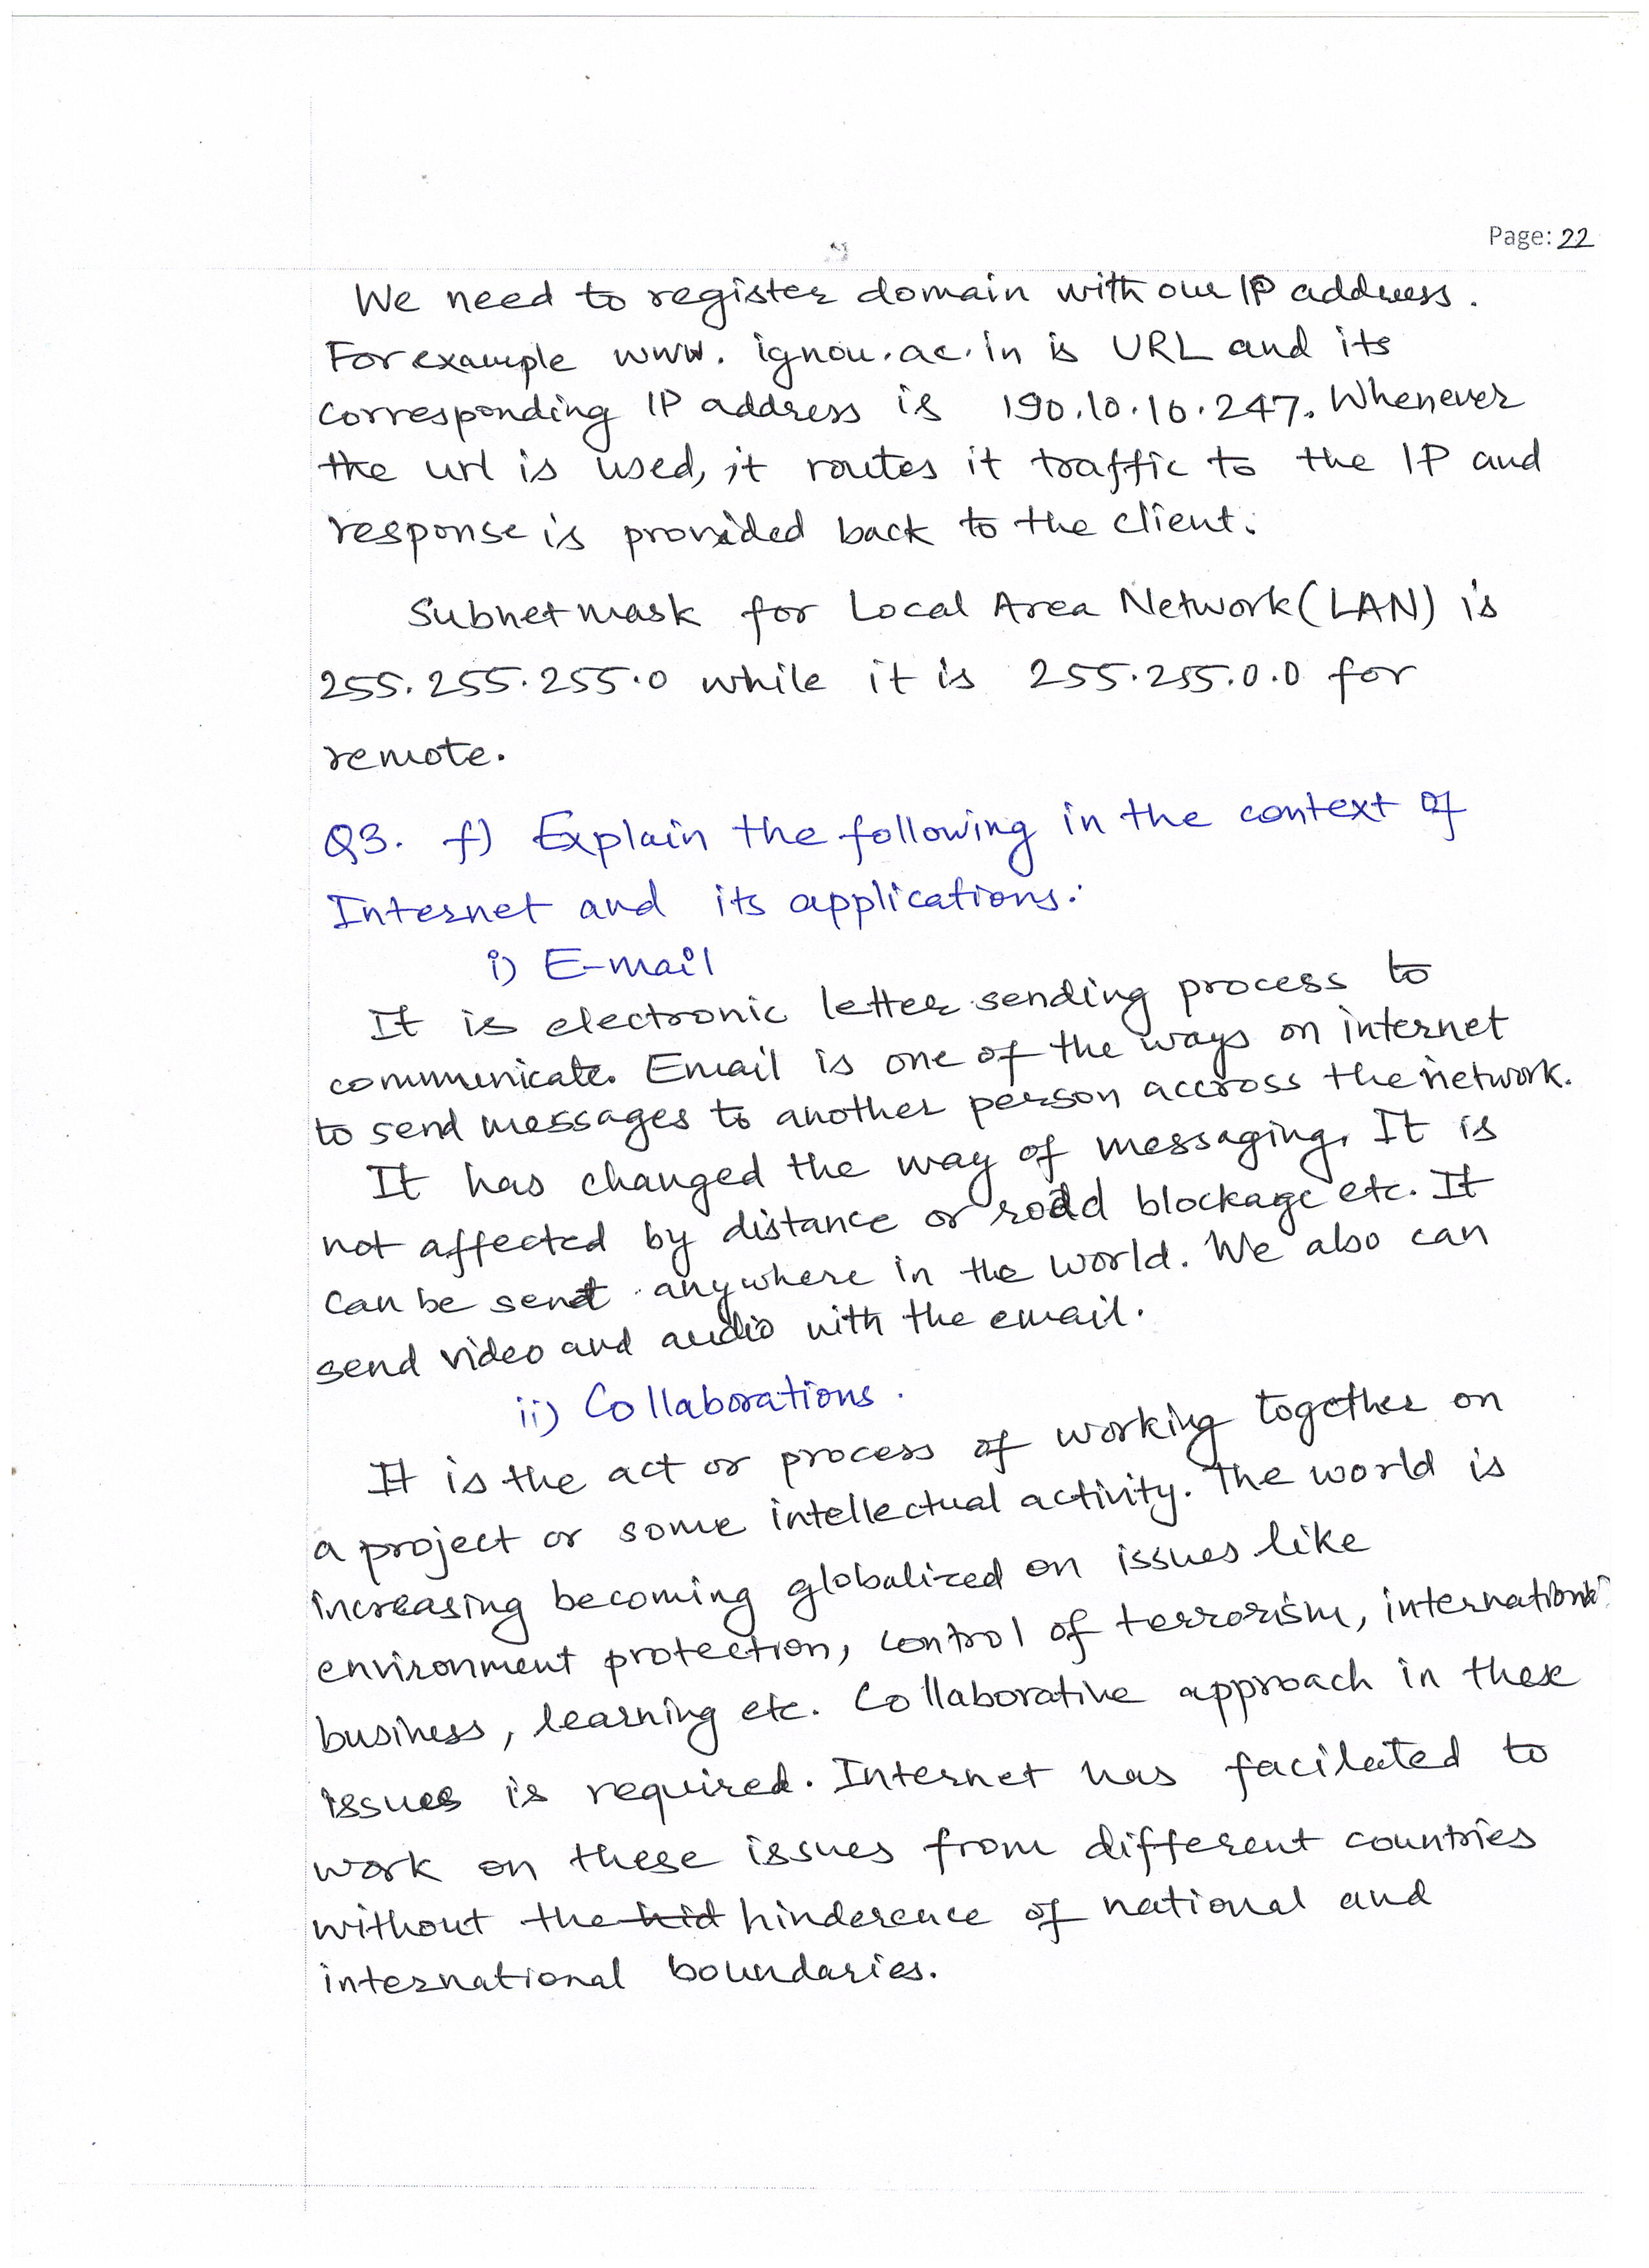 Page: 22
We need to register domain with our IP address.
For example www. ignou.ac.in is URL and its
corresponding IP address is 190.10.10.247. Whenever
the url is used, it routes it traffic to the IP and
response is provided back to the client.
Subnet mask for Local Area Network (LAN) is
255.255.255.0 while it is 255.255.0.0 for
remote.
Q3. f) Explain the following in the context of
Internet and its applications:
i) E-mail
It is electronic letter sending process to
communicate. Email is one of the ways on internet
to send messages to another person accross the network.
It has changed the way of messaging. It is
not affected by distance or road blockage etc. It
can be sent anywhere in the world. We also can
send video and audio with the email.
ii) Collaborations.
It is the act or process of working together on
a project or some intellectual activity. The world is
increasing becoming globalized on issues like
environment protection, control of terrorism, international
business, learning etc. Collaborative approach in these
issues is required. Internet has facileted to
work on these issues from different countries
without the hid hinderence of national and
international boundaries.